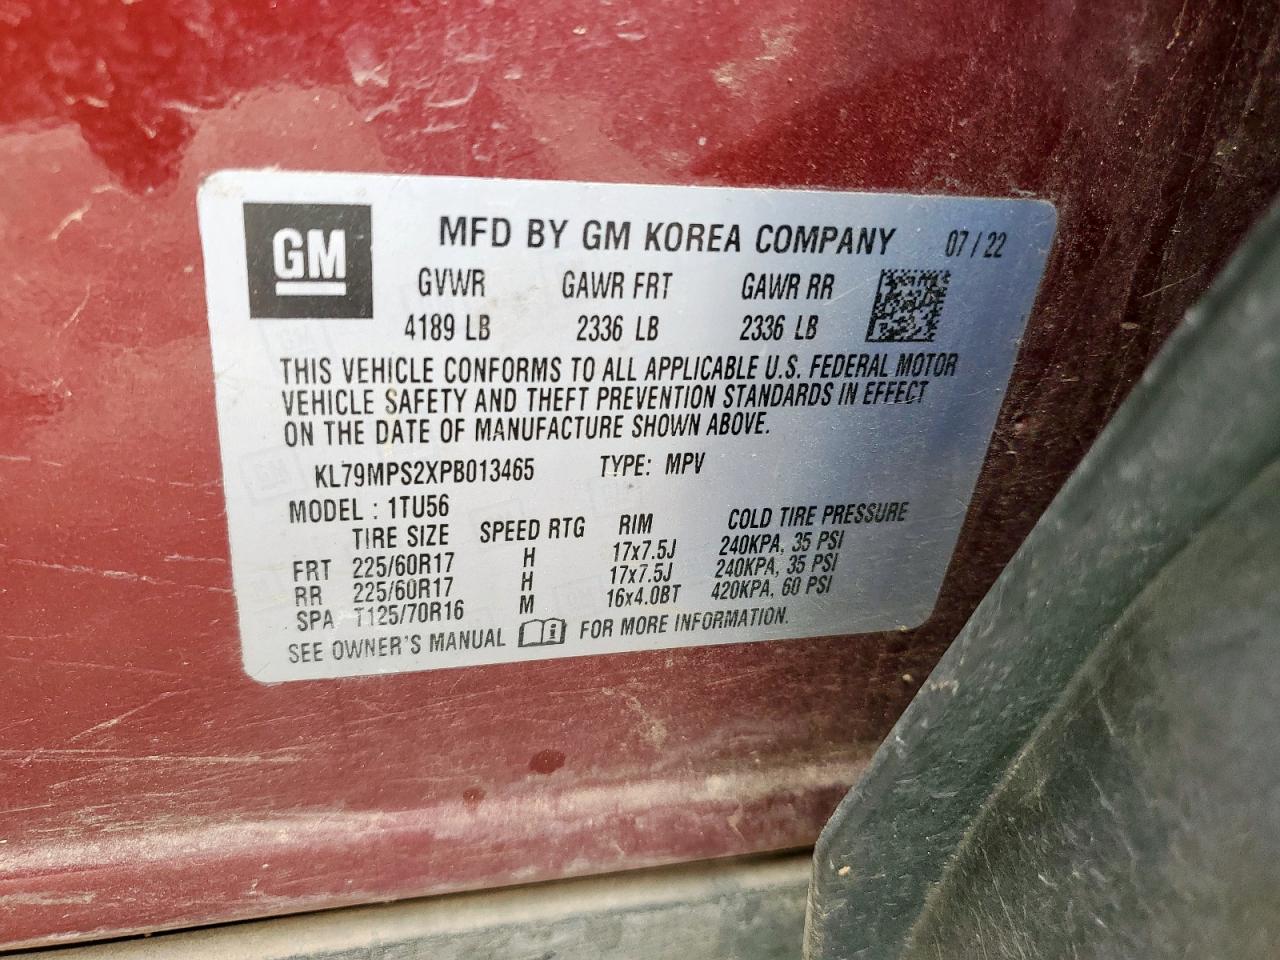 GM
MFD BY GM KOREA COMPANY 07/22
GVWR GAWR FRT GAWR RR
4189 LB 2336 LB 2336 LB
THIS VEHICLE CONFORMS TO ALL APPLICABLE U.S. FEDERAL MOTOR
VEHICLE SAFETY AND THEFT PREVENTION STANDARDS IN EFFECT
ON THE DATE OF MANUFACTURE SHOWN ABOVE.
KL79MPS2XPB013465 TYPE: MPV
MODEL : 1TU56
TIRE SIZE SPEED RTG RIM COLD TIRE PRESSURE
FRT 225/60R17 H 17x7.5J 240KPA, 35 PSI
RR 225/60R17 H 17x7.5J 240KPA, 35 PSI
SPA T125/70R16 M 16x4.0BT 420KPA, 60 PSI
SEE OWNER'S MANUAL i FOR MORE INFORMATION.